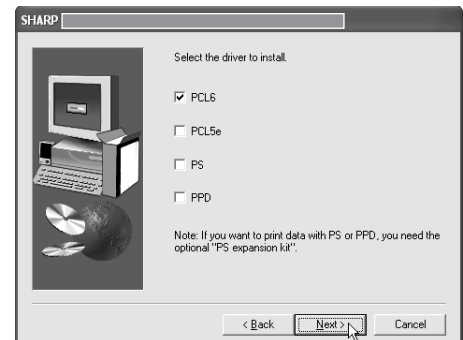 SHARP
Select the driver to install.
PCL6
PCL5e
PS
PPD
Note: If you want to print data with PS or PPD, you need the
optional "PS expansion kit".
< Back
Next >
Cancel